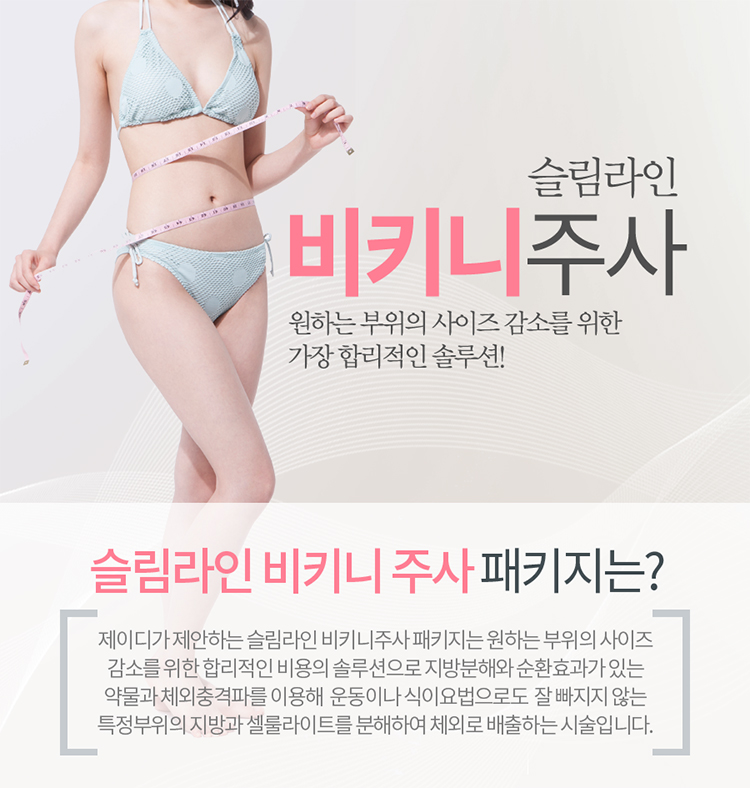 슬림라인
비키니주사
원하는 부위의 사이즈 감소를 위한
가장 합리적인 솔루션!
슬림라인 비키니 주사 패키지는?
제이디가 제안하는 슬림라인 비키니주사 패키지는 원하는 부위의 사이즈
감소를 위한 합리적인 비용의 솔루션으로 지방분해와 순환효과가 있는
약물과 체외충격파를 이용해 운동이나 식이요법으로도 잘 빠지지 않는
특정부위의 지방과 셀룰라이트를 분해하여 체외로 배출하는 시술입니다.